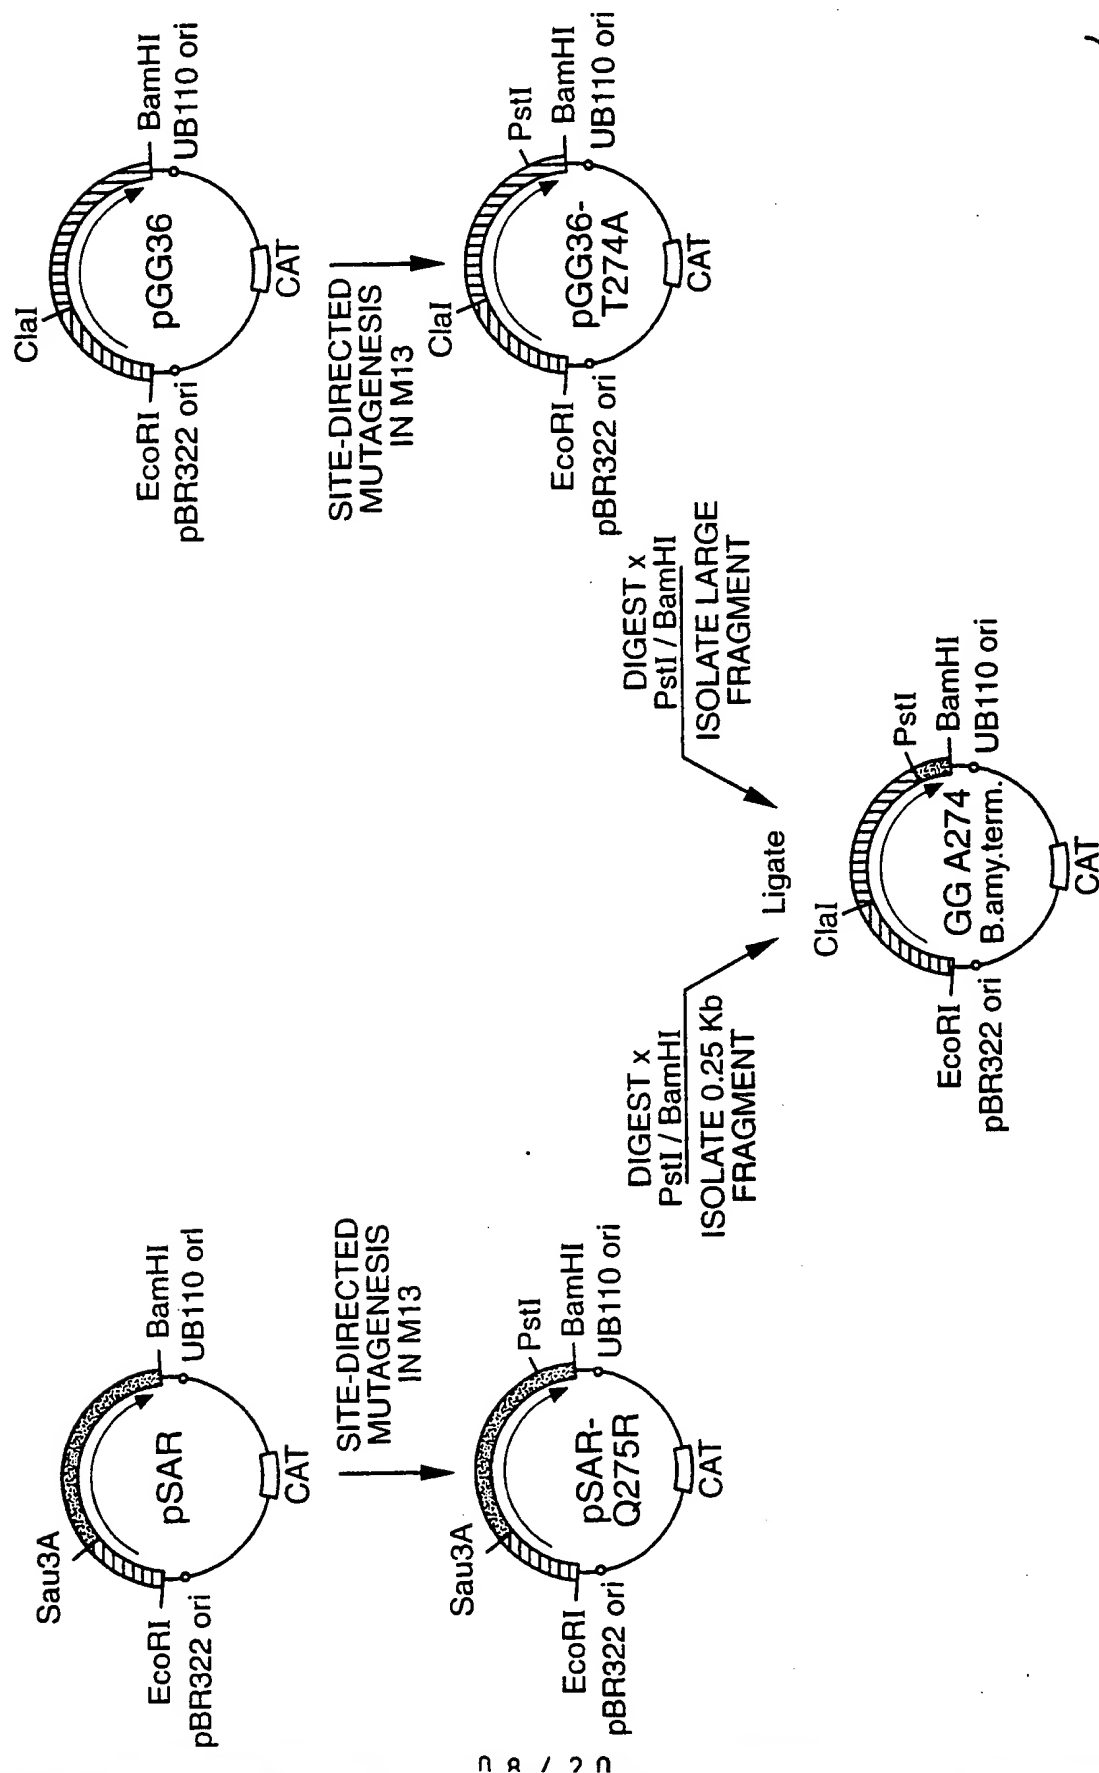 Sau3A
BamHI
UB110 ori
EcoRI
pBR322 ori
pSAR
CAT
SITE-DIRECTED
MUTAGENESIS
IN M13
Sau3A
PstI
BamHI
UB110 ori
EcoRI
pBR322 ori
pSAR-
Q275R
CAT
DIGEST x
PstI / BamHI
ISOLATE 0.25 Kb
FRAGMENT
ClaI
BamHI
UB110 ori
EcoRI
pBR322 ori
pGG36
CAT
SITE-DIRECTED
MUTAGENESIS
IN M13
ClaI
PstI
BamHI
UB110 ori
EcoRI
pBR322 ori
pGG36-
T274A
CAT
DIGEST x
PstI / BamHI
ISOLATE LARGE
FRAGMENT
Ligate
ClaI
PstI
BamHI
UB110 ori
EcoRI
pBR322 ori
GG A274
B.amy.term.
CAT
08/20